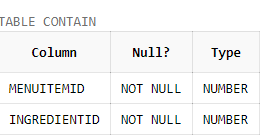 TABLE CONTAIN
Column Null? Type
MENUITEMID NOT NULL NUMBER
INGREDIENTID NOT NULL NUMBER